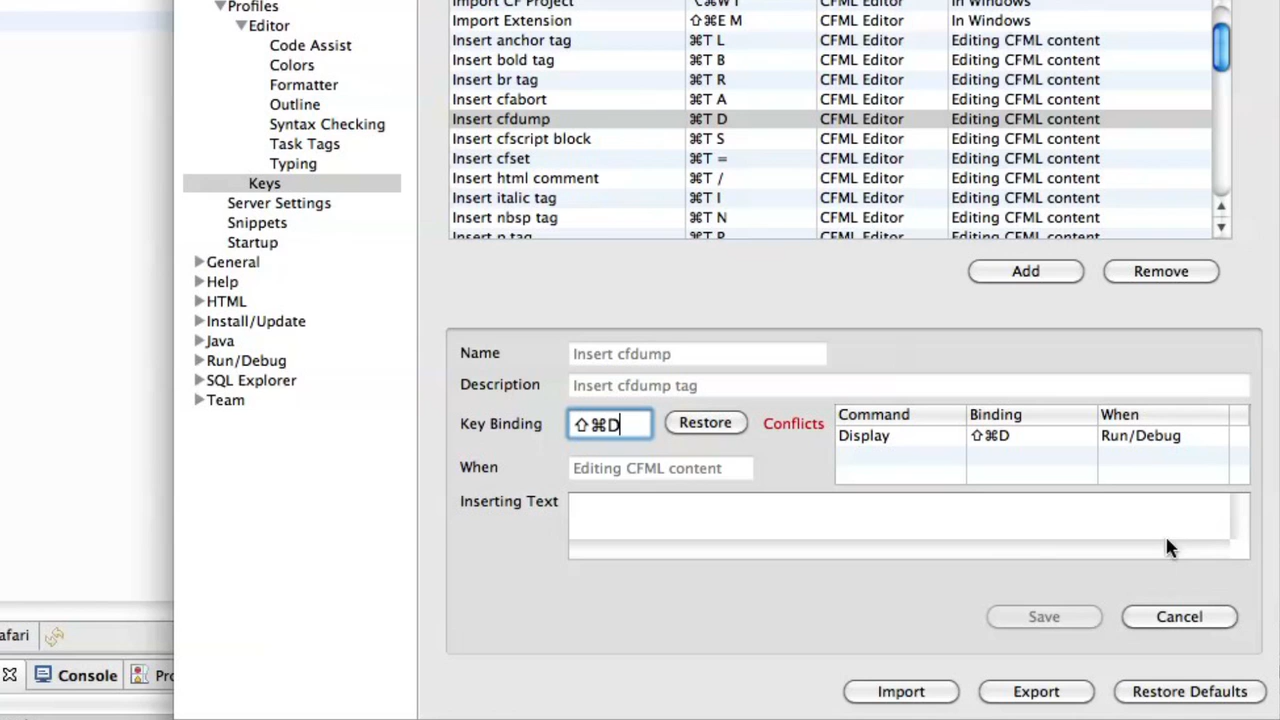 Profiles
Editor
Code Assist
Colors
Formatter
Outline
Syntax Checking
Task Tags
Typing
Keys
Server Settings
Snippets
Startup
General
Help
HTML
Install/Update
Java
Run/Debug
SQL Explorer
Team
Import CF Project In Windows
Import Extension ⇧⌘E M In Windows
Insert anchor tag ⌘T L CFML Editor Editing CFML content
Insert bold tag ⌘T B CFML Editor Editing CFML content
Insert br tag ⌘T R CFML Editor Editing CFML content
Insert cfabort ⌘T A CFML Editor Editing CFML content
Insert cfdump ⌘T D CFML Editor Editing CFML content
Insert cfscript block ⌘T S CFML Editor Editing CFML content
Insert cfset ⌘T = CFML Editor Editing CFML content
Insert html comment ⌘T / CFML Editor Editing CFML content
Insert italic tag ⌘T I CFML Editor Editing CFML content
Insert nbsp tag ⌘T N CFML Editor Editing CFML content
Insert p tag ⌘T P CFML Editor Editing CFML content
Add Remove
Name Insert cfdump
Description Insert cfdump tag
Key Binding ⇧⌘D Restore Conflicts
Command Binding When
Display ⇧⌘D Run/Debug
When Editing CFML content
Inserting Text
Save Cancel
Import Export Restore Defaults
afari
Console